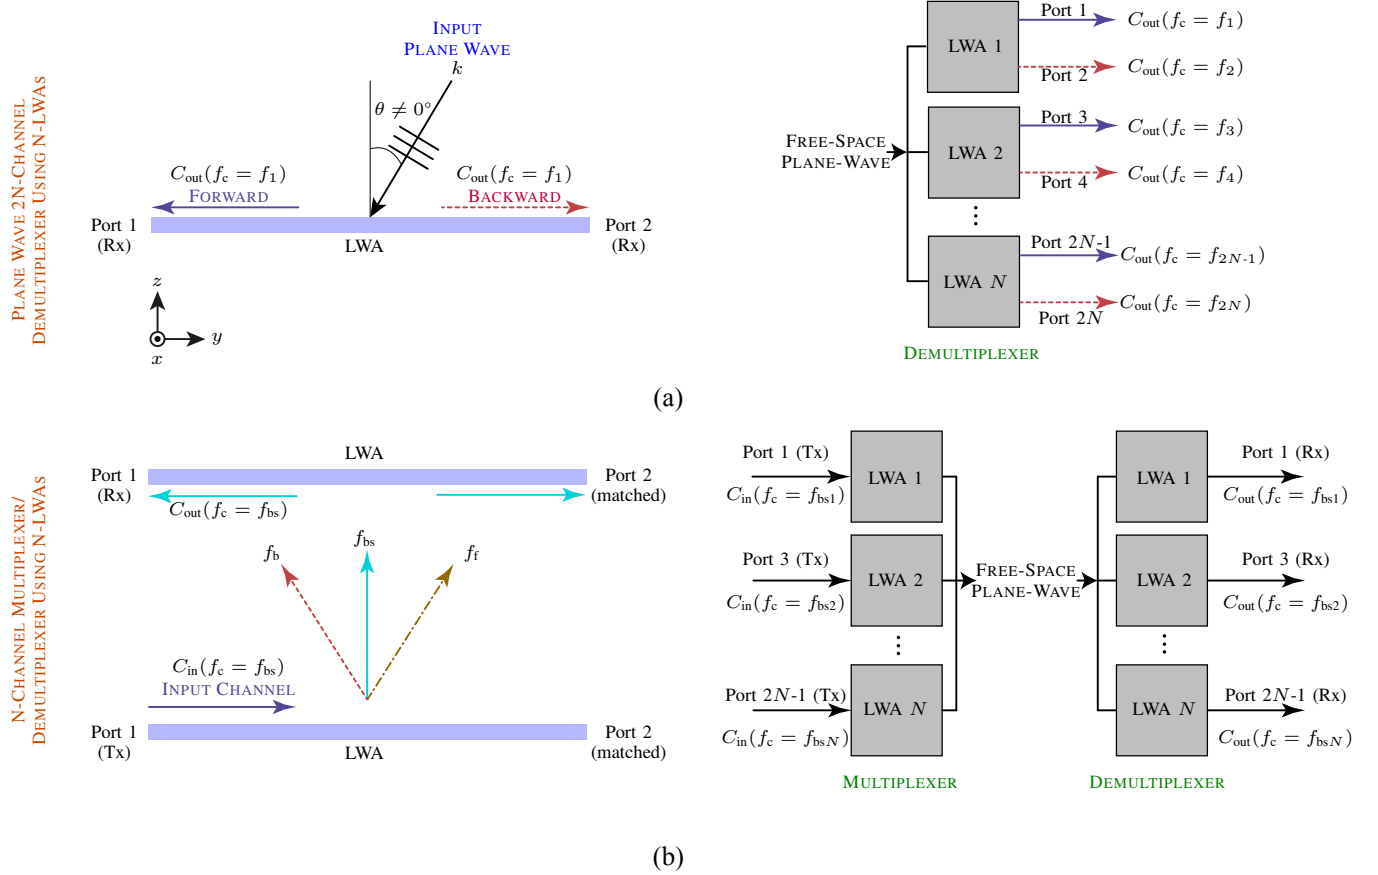 PLANE WAVE 2N-CHANNEL
DEMULTIPLEXER USING N-LWAS
INPUT
PLANE WAVE
k
θ ≠ 0°
C_out(f_c = f_1)
FORWARD
C_out(f_c = f_1)
BACKWARD
Port 1
(Rx)
LWA
Port 2
(Rx)
z
y
x
FREE-SPACE
PLANE-WAVE
LWA 1
Port 1
C_out(f_c = f_1)
Port 2
C_out(f_c = f_2)
LWA 2
Port 3
C_out(f_c = f_3)
Port 4
C_out(f_c = f_4)
⋮
LWA N
Port 2N-1
C_out(f_c = f_2N-1)
Port 2N
C_out(f_c = f_2N)
DEMULTIPLEXER
(a)
N-CHANNEL MULTIPLEXER/
DEMULTIPLEXER USING N-LWAS
LWA
Port 1
(Rx)
Port 2
(matched)
C_out(f_c = f_bs)
f_b
f_bs
f_f
C_in(f_c = f_bs)
INPUT CHANNEL
Port 1
(Tx)
LWA
Port 2
(matched)
Port 1 (Tx)
C_in(f_c = f_bs1)
LWA 1
Port 3 (Tx)
C_in(f_c = f_bs2)
LWA 2
⋮
Port 2N-1 (Tx)
C_in(f_c = f_bsN)
LWA N
MULTIPLEXER
FREE-SPACE
PLANE-WAVE
LWA 1
Port 1 (Rx)
C_out(f_c = f_bs1)
LWA 2
Port 3 (Rx)
C_out(f_c = f_bs2)
⋮
LWA N
Port 2N-1 (Rx)
C_out(f_c = f_bsN)
DEMULTIPLEXER
(b)